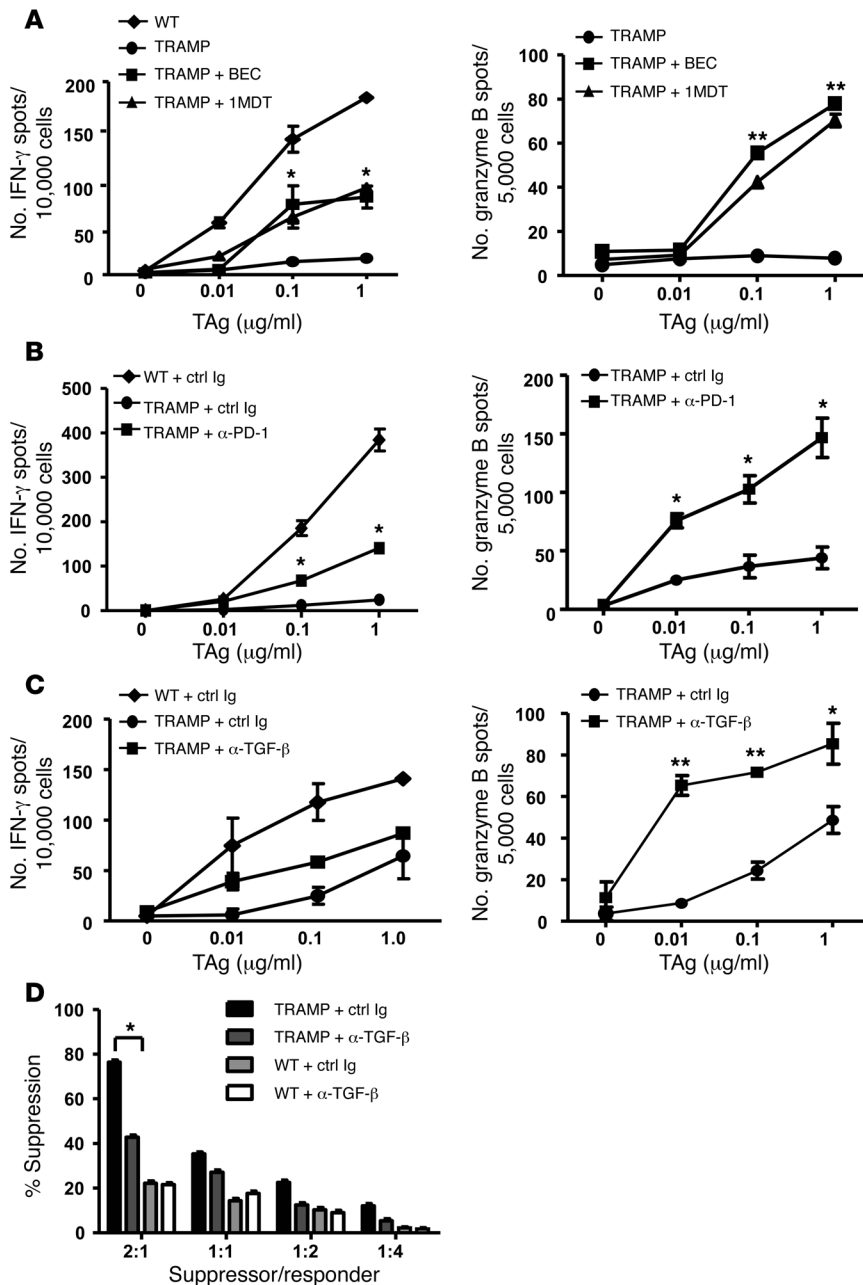 A
WT
TRAMP
TRAMP + BEC
TRAMP + 1MDT
No. IFN-γ spots/
10,000 cells
200
150
100
50
0
0 0.01 0.1 1
* *
TAg (μg/ml)
TRAMP
TRAMP + BEC
TRAMP + 1MDT
No. granzyme B spots/
5,000 cells
100
80
60
40
20
0
0 0.01 0.1 1
** **
TAg (μg/ml)
B
WT + ctrl Ig
TRAMP + ctrl Ig
TRAMP + α-PD-1
No. IFN-γ spots/
10,000 cells
500
400
300
200
100
0
0 0.01 0.1 1
* *
TAg (μg/ml)
TRAMP + ctrl Ig
TRAMP + α-PD-1
No. granzyme B spots/
5,000 cells
200
150
100
50
0
0 0.01 0.1 1
* * *
TAg (μg/ml)
C
WT + ctrl Ig
TRAMP + ctrl Ig
TRAMP + α-TGF-β
No. IFN-γ spots/
10,000 cells
200
150
100
50
0
0 0.01 0.1 1.0
TAg (μg/ml)
TRAMP + ctrl Ig
TRAMP + α-TGF-β
No. granzyme B spots/
5,000 cells
100
80
60
40
20
0
0 0.01 0.1 1
** ** *
TAg (μg/ml)
D
TRAMP + ctrl Ig
TRAMP + α-TGF-β
WT + ctrl Ig
WT + α-TGF-β
*
% Suppression
100
80
60
40
20
0
2:1 1:1 1:2 1:4
Suppressor/responder